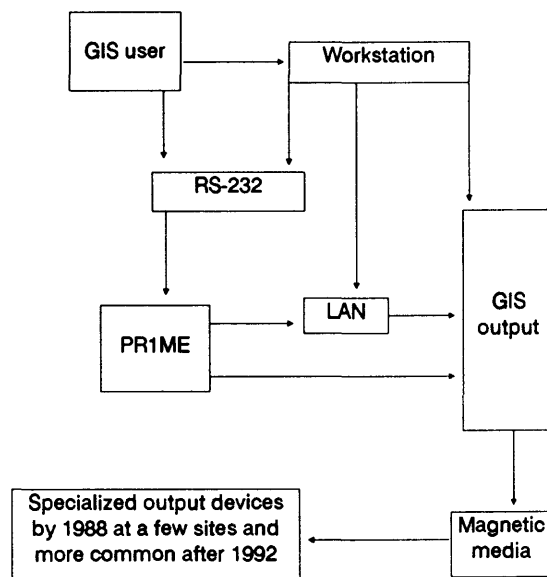 GIS user
Workstation
RS-232
PR1ME
LAN
GIS
output
Specialized output devices
by 1988 at a few sites and
more common after 1992
Magnetic
media